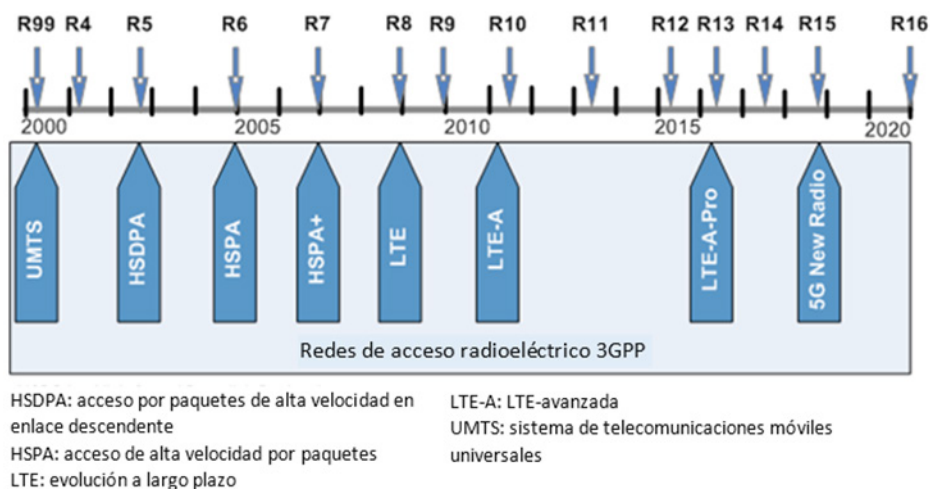 R99 R4 R5 R6 R7 R8 R9 R10 R11 R12 R13 R14 R15 R16
2000 2005 2010 2015 2020
UMTS
HSDPA
HSPA
HSPA+
LTE
LTE-A
LTE-A-Pro
5G New Radio
Redes de acceso radioeléctrico 3GPP
HSDPA: acceso por paquetes de alta velocidad en
enlace descendente
HSPA: acceso de alta velocidad por paquetes
LTE: evolución a largo plazo
LTE-A: LTE-avanzada
UMTS: sistema de telecomunicaciones móviles
universales